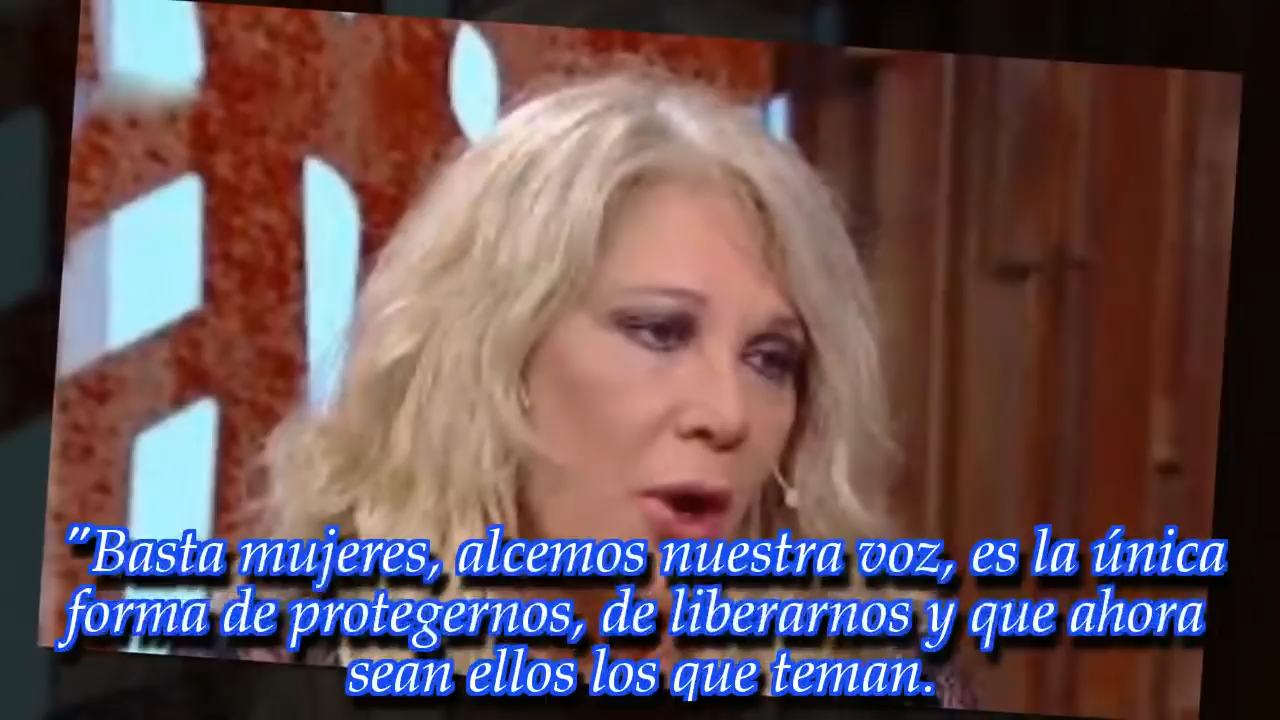 "Basta mujeres, alcemos nuestra voz, es la única
forma de protegernos, de liberarnos y que ahora
sean ellos los que teman.